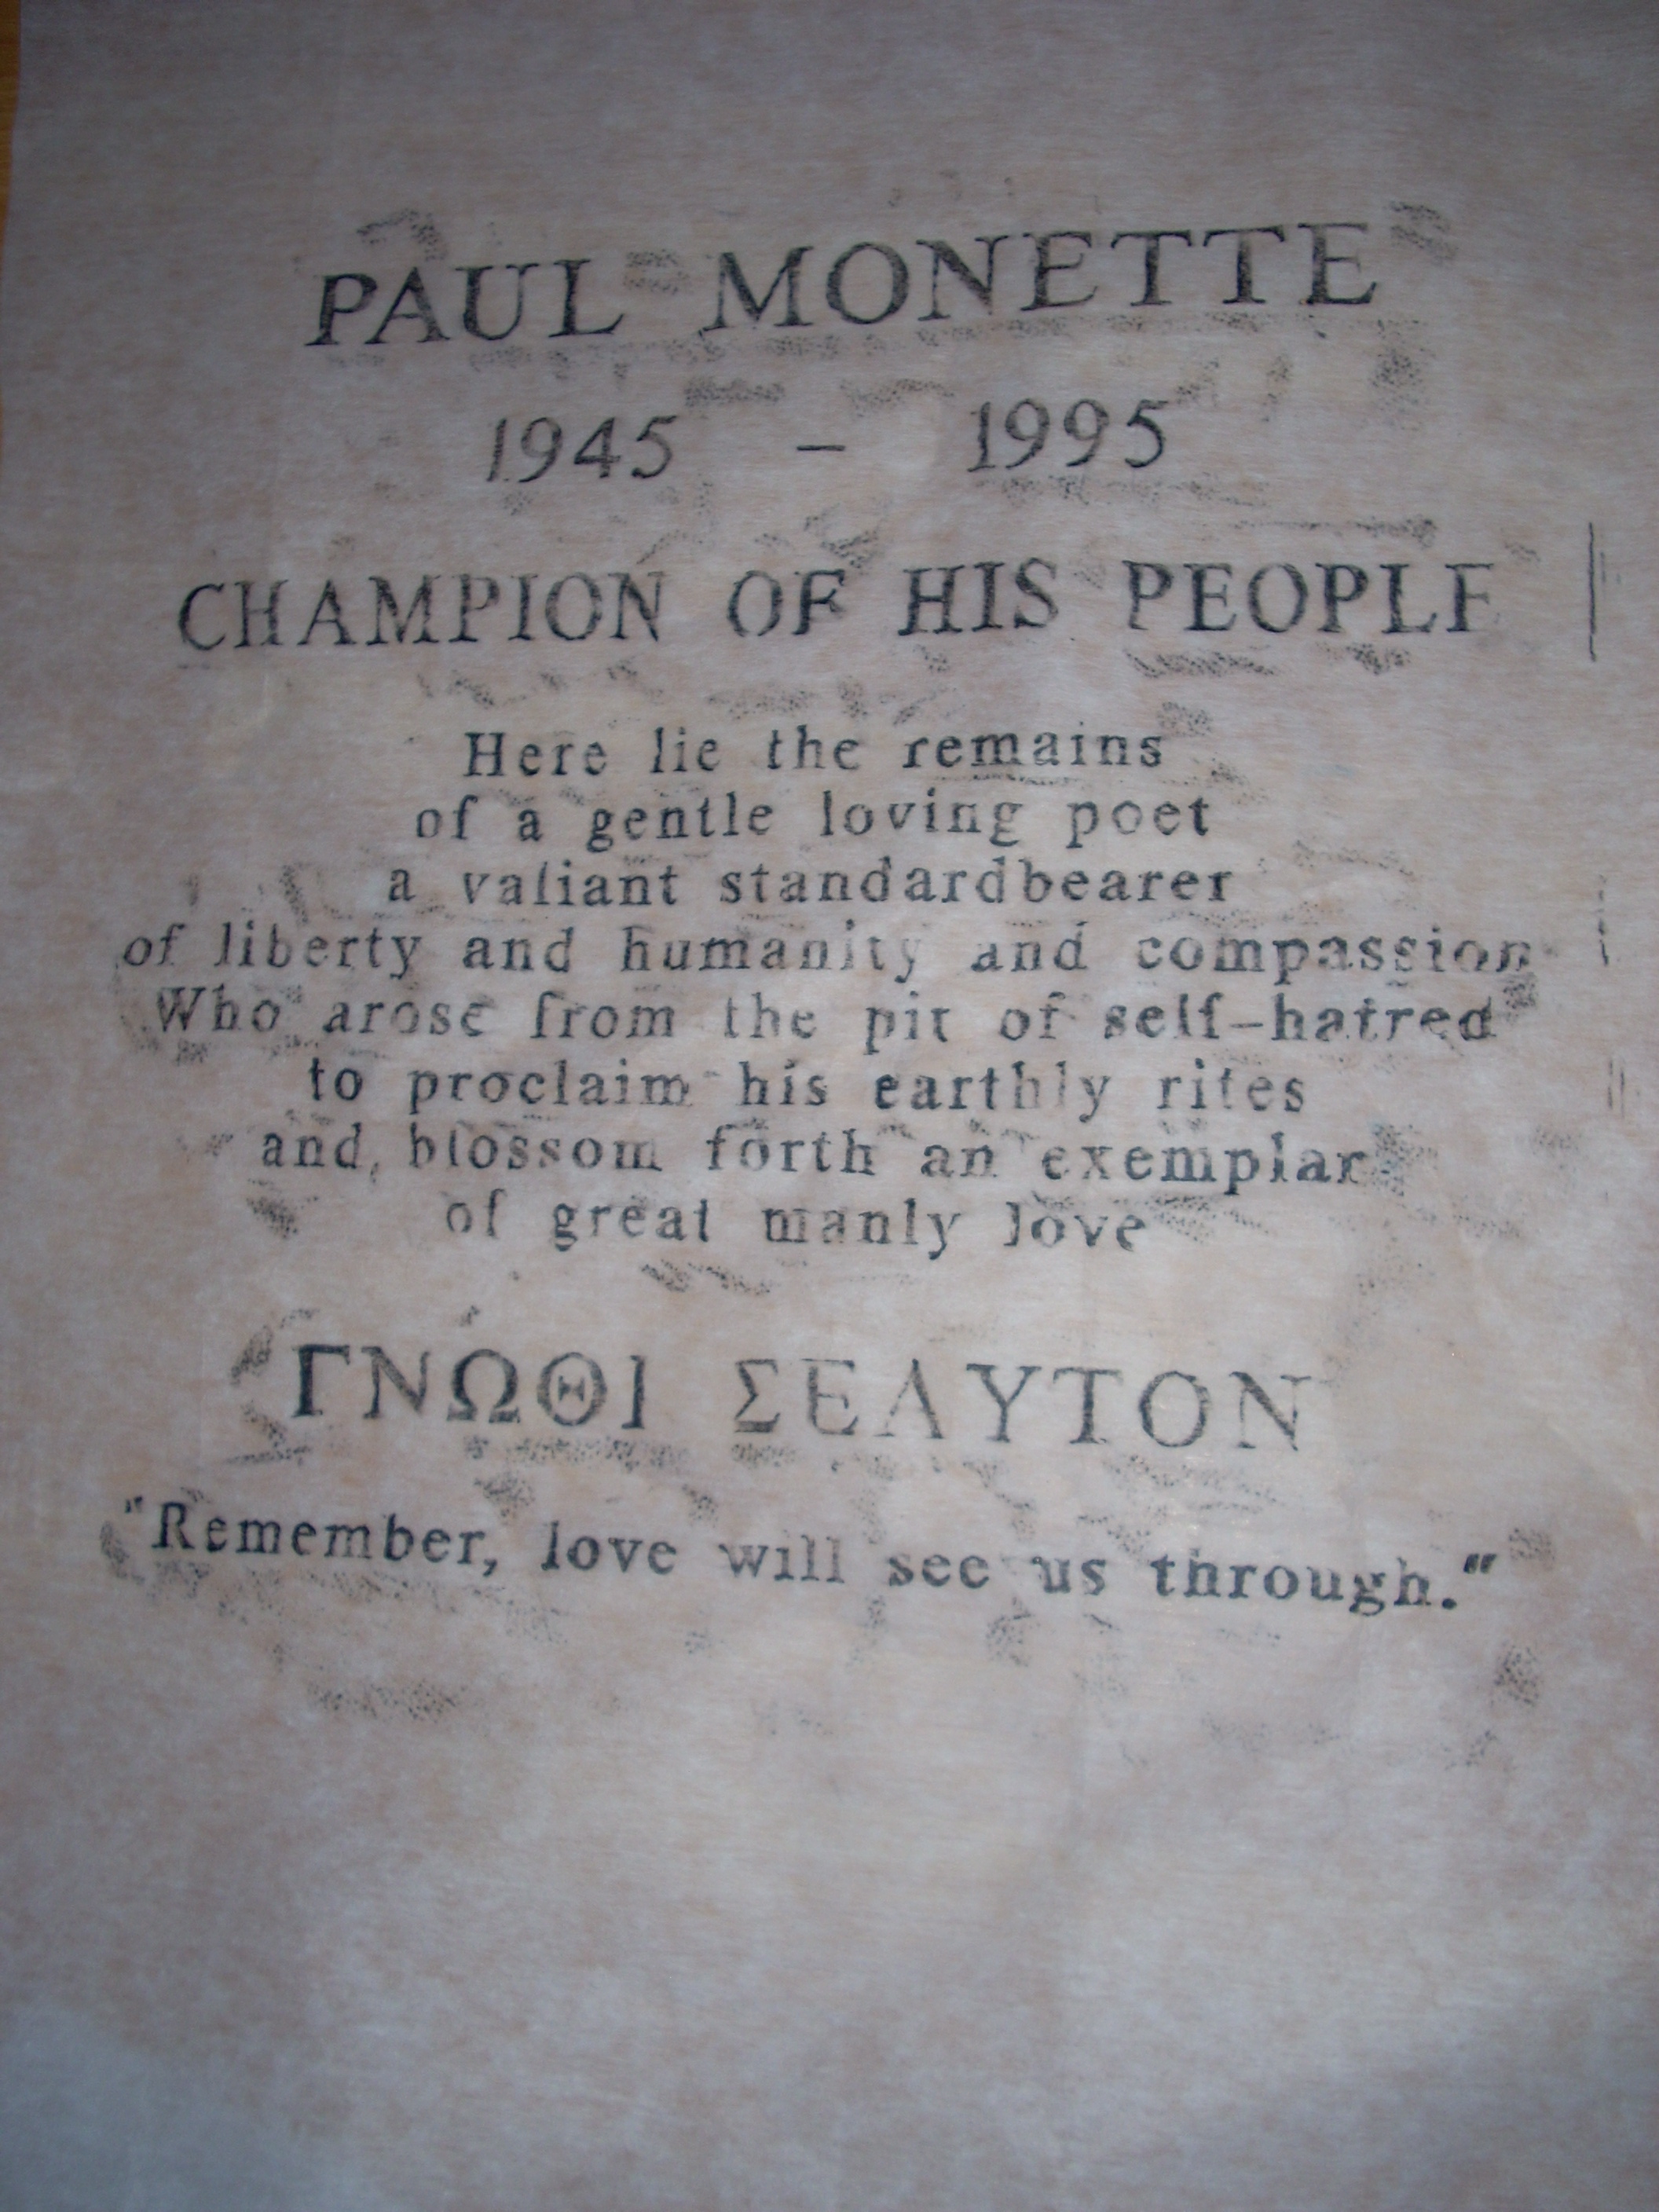 PAUL MONETTE
1945 – 1995
CHAMPION OF HIS PEOPLE
Here lie the remains
of a gentle loving poet
a valiant standardbearer
of liberty and humanity and compassion
Who arose from the pit of self-hatred
to proclaim his earthly rites
and blossom forth an exemplar
of great manly love
ΓΝΩΘΙ ΣΕΑΥΤΟΝ
"Remember, love will see us through."